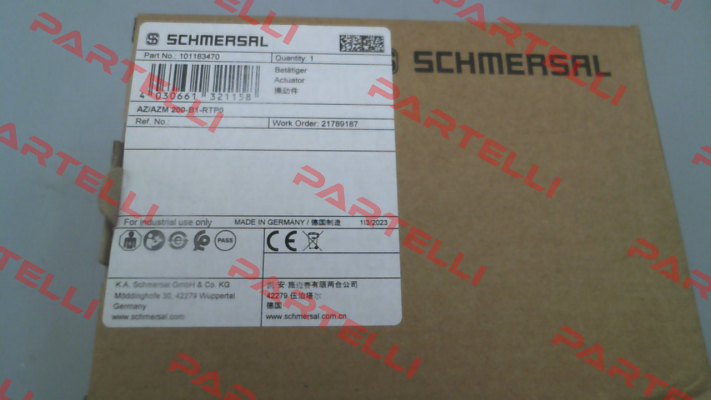 SCHMERSAL
SCHMERSAL
Part No.: 101183470
Quantity: 1
Betätiger
Actuator
4 030661 321158
AZ/AZM 200-B1-RTP0
Ref. No.:
Work Order: 21789187
For industrial use only
MADE IN GERMANY / 德国制造
PASS
CE
K.A. Schmersal GmbH & Co. KG
Möddinghofe 30, 42279 Wuppertal
Germany
www.schmersal.com
42279
德国
www.schmersal.com.cn
PARTELLI
PARTELLI
PARTELLI
PARTELLI
PARTELLI
PARTELLI
PARTELLI